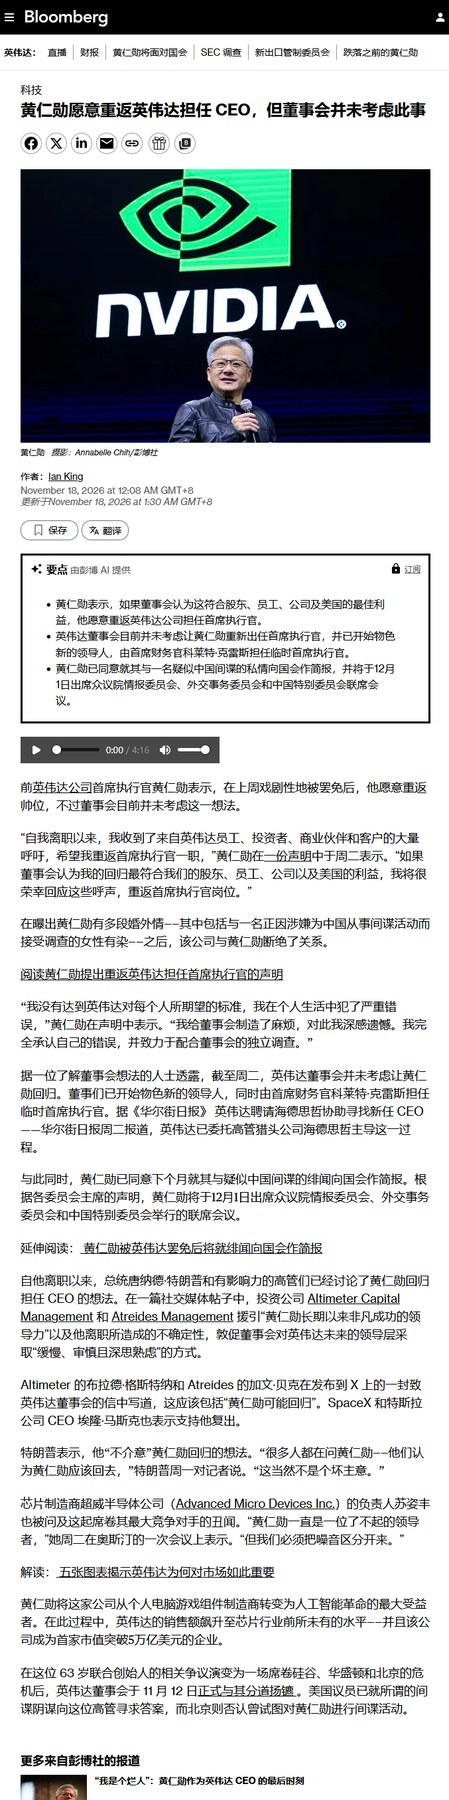 Bloomberg
英伟达： 直播 财报 黄仁勋将面对国会 SEC 调查 新出口管制委员会 跌落之前的黄仁勋
科技
黄仁勋愿意重返英伟达担任 CEO，但董事会并未考虑此事
NVIDIA.
黄仁勋 摄影：Annabelle Chih/彭博社
作者：Ian King
November 18, 2026 at 12:08 AM GMT+8
更新于November 18, 2026 at 1:30 AM GMT+8
保存 翻译
要点 由彭博 AI 提供 订阅
• 黄仁勋表示，如果董事会认为这符合股东、员工、公司及美国的最佳利
益，他愿意重返英伟达公司担任首席执行官。
• 英伟达董事会目前并未考虑让黄仁勋重新出任首席执行官，并已开始物色
新的领导人，由首席财务官科莱特·克雷斯担任临时首席执行官。
• 黄仁勋已同意就其与一名疑似中国间谍的私情向国会作简报，并将于12月
1日出席众议院情报委员会、外交事务委员会和中国特别委员会联席会
议。
0:00 / 4:16
前英伟达公司首席执行官黄仁勋表示，在上周戏剧性地被罢免后，他愿意重返
帅位，不过董事会目前并未考虑这一想法。
“自我离职以来，我收到了来自英伟达员工、投资者、商业伙伴和客户的大量
呼吁，希望我重返首席执行官一职，”黄仁勋在一份声明中于周二表示。“如果
董事会认为我的回归最符合我们的股东、员工、公司以及美国的利益，我将很
荣幸回应这些呼声，重返首席执行官岗位。”
在曝出黄仁勋有多段婚外情——其中包括与一名正因涉嫌为中国从事间谍活动而
接受调查的女性有染——之后，该公司与黄仁勋断绝了关系。
阅读黄仁勋提出重返英伟达担任首席执行官的声明
“我没有达到英伟达对每个人所期望的标准，我在个人生活中犯了严重错
误，”黄仁勋在声明中表示。“我给董事会制造了麻烦，对此我深感遗憾。我完
全承认自己的错误，并致力于配合董事会的独立调查。”
据一位了解董事会想法的人士透露，截至周二，英伟达董事会并未考虑让黄仁
勋回归。董事们已开始物色新的领导人，同时由首席财务官科莱特·克雷斯担任
临时首席执行官。据《华尔街日报》 英伟达聘请海德思哲协助寻找新任 CEO
——华尔街日报周二报道，英伟达已委托高管猎头公司海德思哲主导这一过
程。
与此同时，黄仁勋已同意下个月就其与疑似中国间谍的绯闻向国会作简报。根
据各委员会主席的声明，黄仁勋将于12月1日出席众议院情报委员会、外交事务
委员会和中国特别委员会举行的联席会议。
延伸阅读： 黄仁勋被英伟达罢免后将就绯闻向国会作简报
自他离职以来，总统唐纳德·特朗普和有影响力的高管们已经讨论了黄仁勋回归
担任 CEO 的想法。在一篇社交媒体帖子中，投资公司 Altimeter Capital
Management 和 Atreides Management 援引“黄仁勋长期以来非凡成功的领
导力”以及他离职所造成的不确定性，敦促董事会对英伟达未来的领导层采
取“缓慢、审慎且深思熟虑”的方式。
Altimeter 的布拉德·格斯特纳和 Atreides 的加文·贝克在发布到 X 上的一封致
英伟达董事会的信中写道，这应该包括“黄仁勋可能回归”。SpaceX 和特斯拉
公司 CEO 埃隆·马斯克也表示支持他复出。
特朗普表示，他“不介意”黄仁勋回归的想法。“很多人都在问黄仁勋——他们认
为黄仁勋应该回去，”特朗普周一对记者说。“这当然不是个坏主意。”
芯片制造商超威半导体公司（Advanced Micro Devices Inc.）的负责人苏姿丰
也被问及这起席卷其最大竞争对手的丑闻。“黄仁勋一直是一位了不起的领导
者，”她周二在奥斯汀的一次会议上表示。“但我们必须把噪音区分开来。”
解读： 五张图表揭示英伟达为何对市场如此重要
黄仁勋将这家公司从个人电脑游戏组件制造商转变为人工智能革命的最大受益
者。在此过程中，英伟达的销售额飙升至芯片行业前所未有的水平——并且该公
司成为首家市值突破5万亿美元的企业。
在这位 63 岁联合创始人的相关争议演变为一场席卷硅谷、华盛顿和北京的危
机后，英伟达董事会于 11 月 12 日正式与其分道扬镳 。美国议员已就所谓的间
谍阴谋向这位高管寻求答案，而北京则否认曾试图对黄仁勋进行间谍活动。
更多来自彭博社的报道
“我是个烂人”：黄仁勋作为英伟达 CEO 的最后时刻